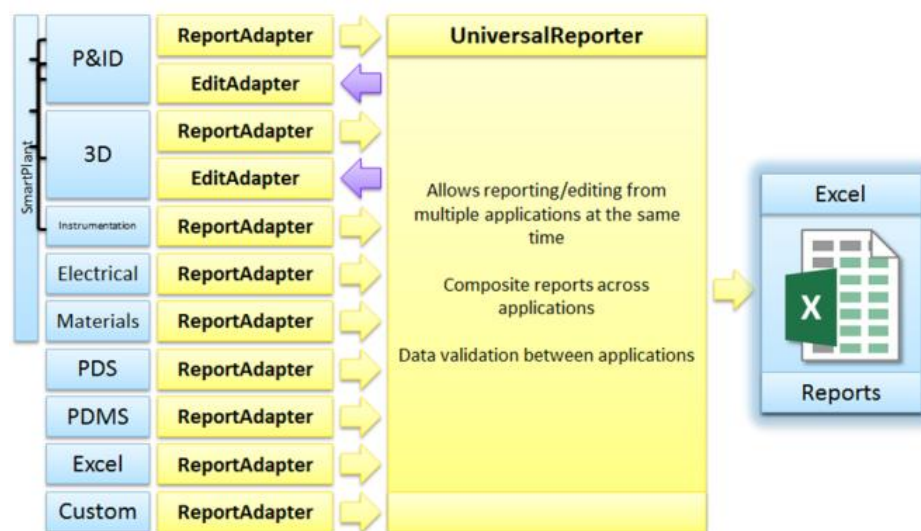 SmartPlant
P&ID
ReportAdapter
EditAdapter
3D
ReportAdapter
EditAdapter
Instrumentation
ReportAdapter
Electrical
ReportAdapter
Materials
ReportAdapter
PDS
ReportAdapter
PDMS
ReportAdapter
Excel
ReportAdapter
Custom
ReportAdapter
UniversalReporter
Allows reporting/editing from
multiple applications at the same
time
Composite reports across
applications
Data validation between applications
Excel
X
Reports